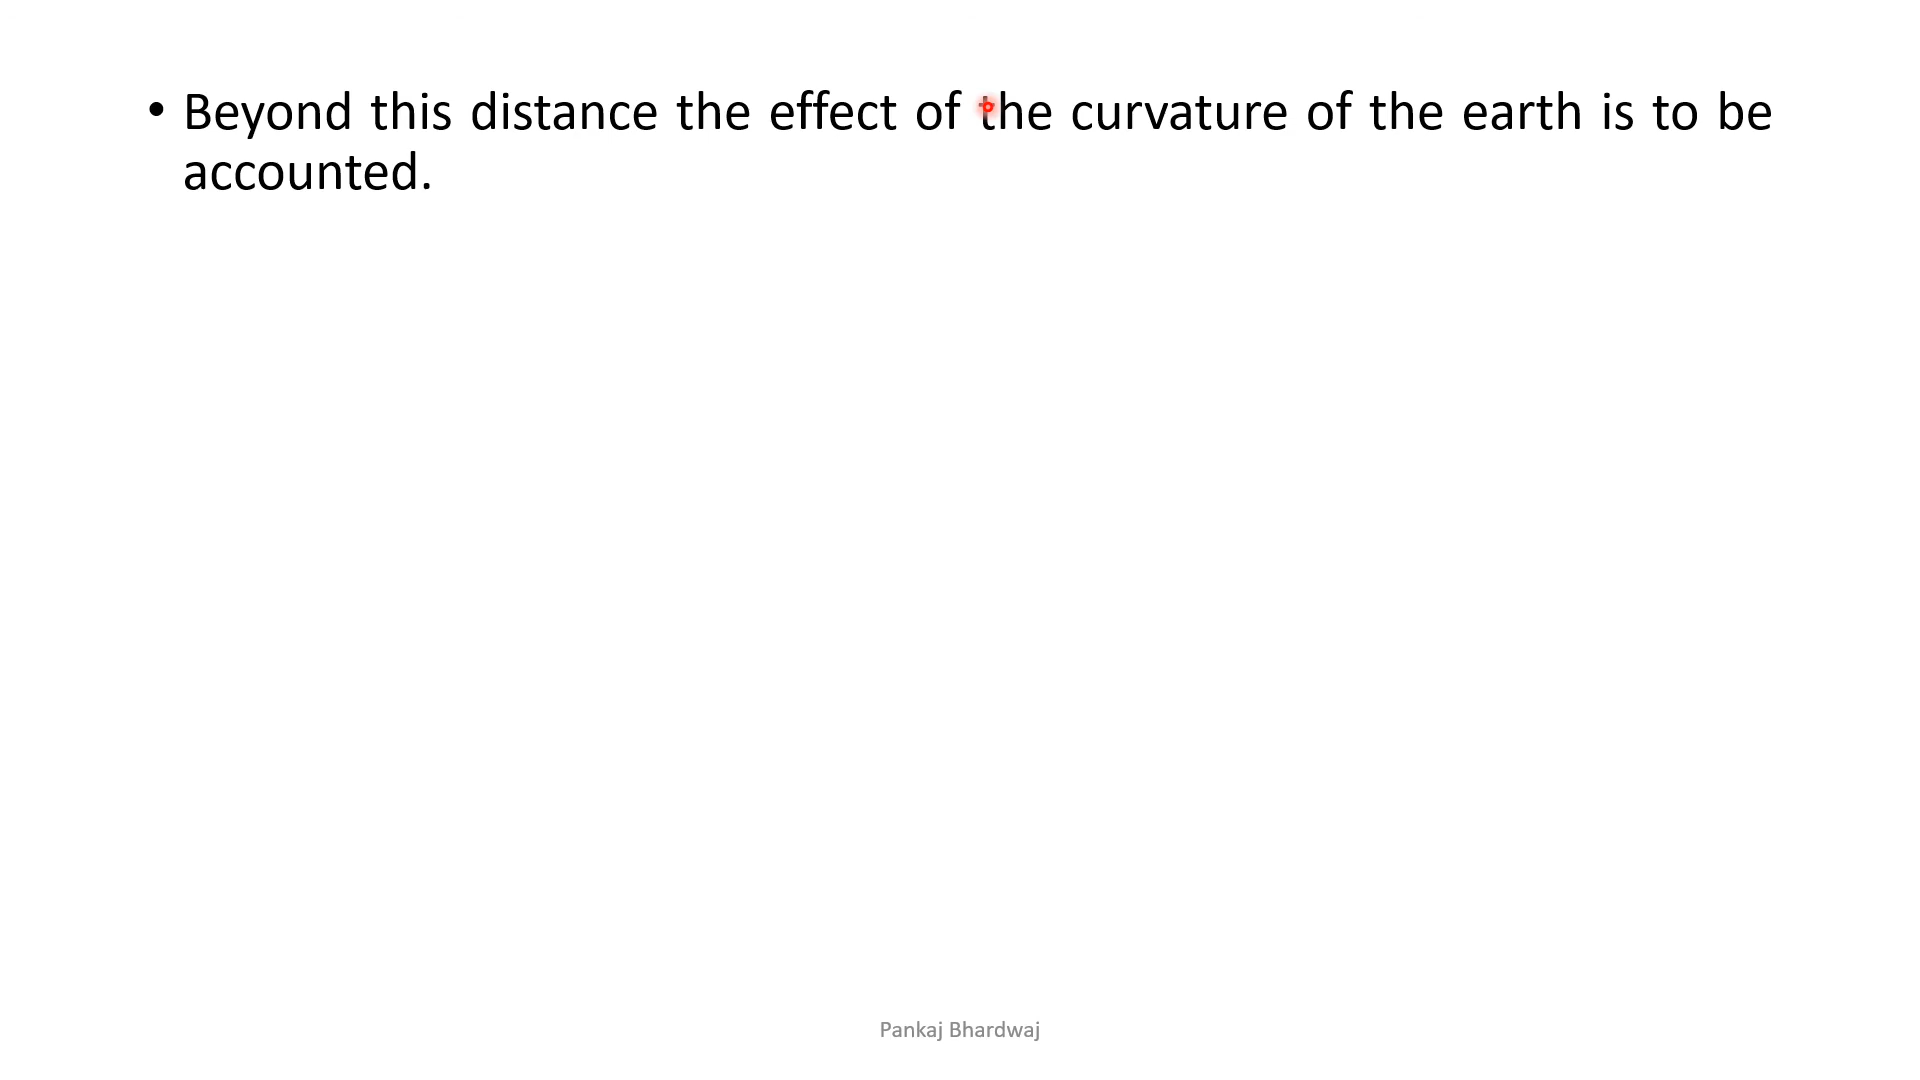 • Beyond this distance the effect of the curvature of the earth is to be
accounted.
Pankaj Bhardwaj